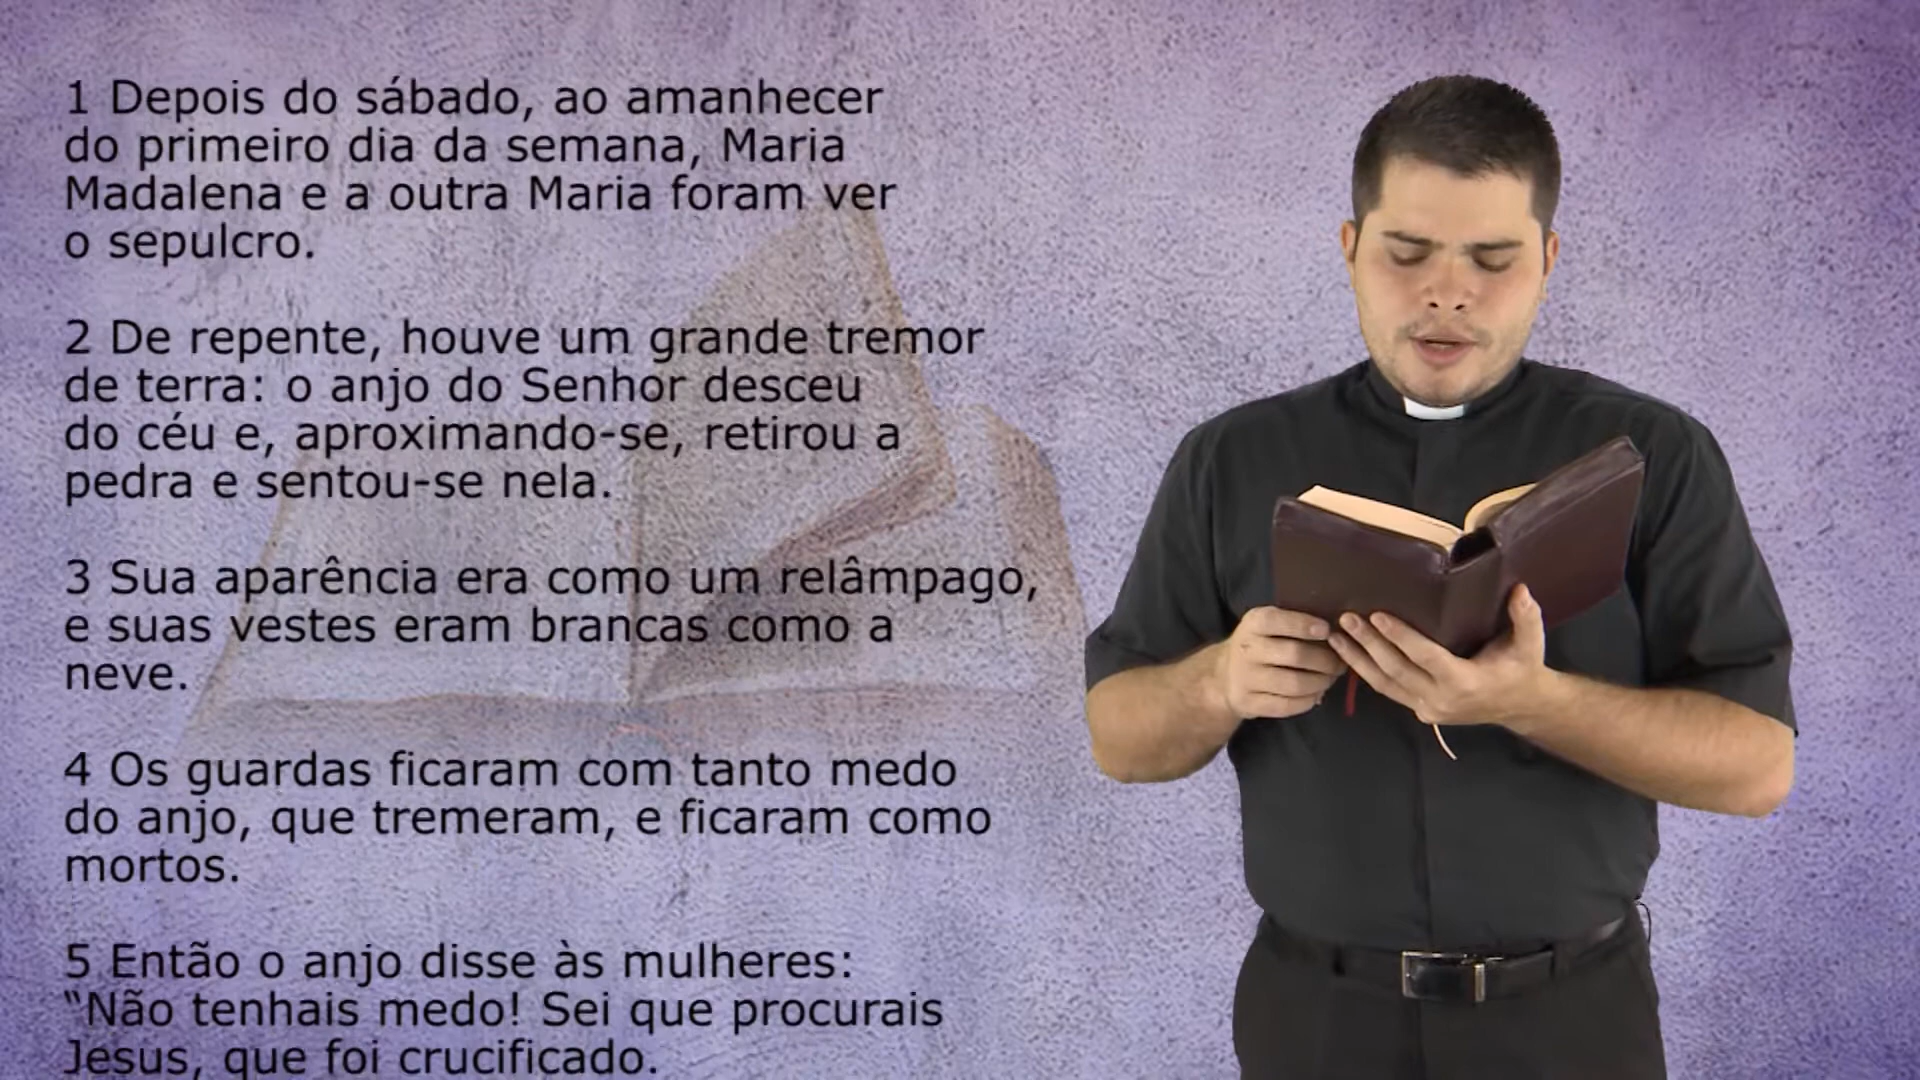 1 Depois do sábado, ao amanhecer
do primeiro dia da semana, Maria
Madalena e a outra Maria foram ver
o sepulcro.
2 De repente, houve um grande tremor
de terra: o anjo do Senhor desceu
do céu e, aproximando-se, retirou a
pedra e sentou-se nela.
3 Sua aparência era como um relâmpago,
e suas vestes eram brancas como a
neve.
4 Os guardas ficaram com tanto medo
do anjo, que tremeram, e ficaram como
mortos.
5 Então o anjo disse às mulheres:
“Não tenhais medo! Sei que procurais
Jesus, que foi crucificado.